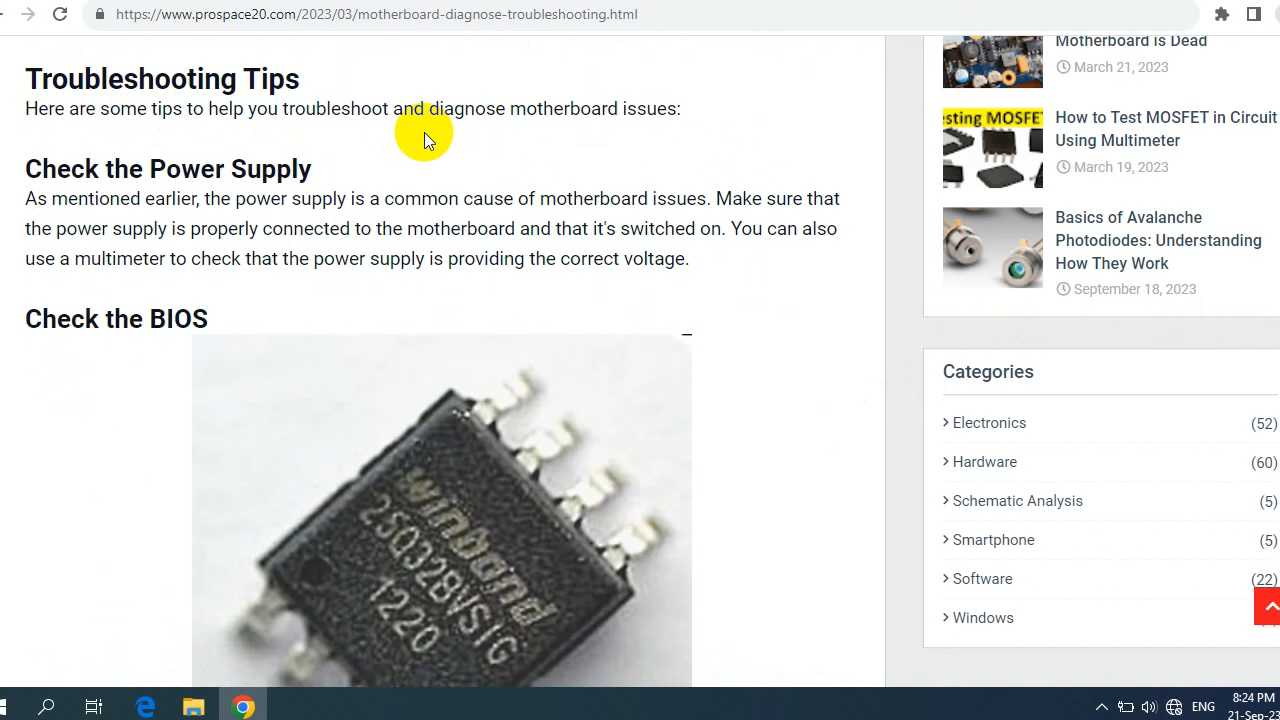 https://www.prospace20.com/2023/03/motherboard-diagnose-troubleshooting.html
Troubleshooting Tips
Here are some tips to help you troubleshoot and diagnose motherboard issues:
Check the Power Supply
As mentioned earlier, the power supply is a common cause of motherboard issues. Make sure that
the power supply is properly connected to the motherboard and that it's switched on. You can also
use a multimeter to check that the power supply is providing the correct voltage.
Check the BIOS
winbond
25Q32BVSIG
1220
Motherboard is Dead
March 21, 2023
esting MOSFET
How to Test MOSFET in Circuit
Using Multimeter
March 19, 2023
Basics of Avalanche
Photodiodes: Understanding
How They Work
September 18, 2023
Categories
Electronics (52)
Hardware (60)
Schematic Analysis (5)
Smartphone (5)
Software (22)
Windows
ENG
8:24 PM
21-Sep-23